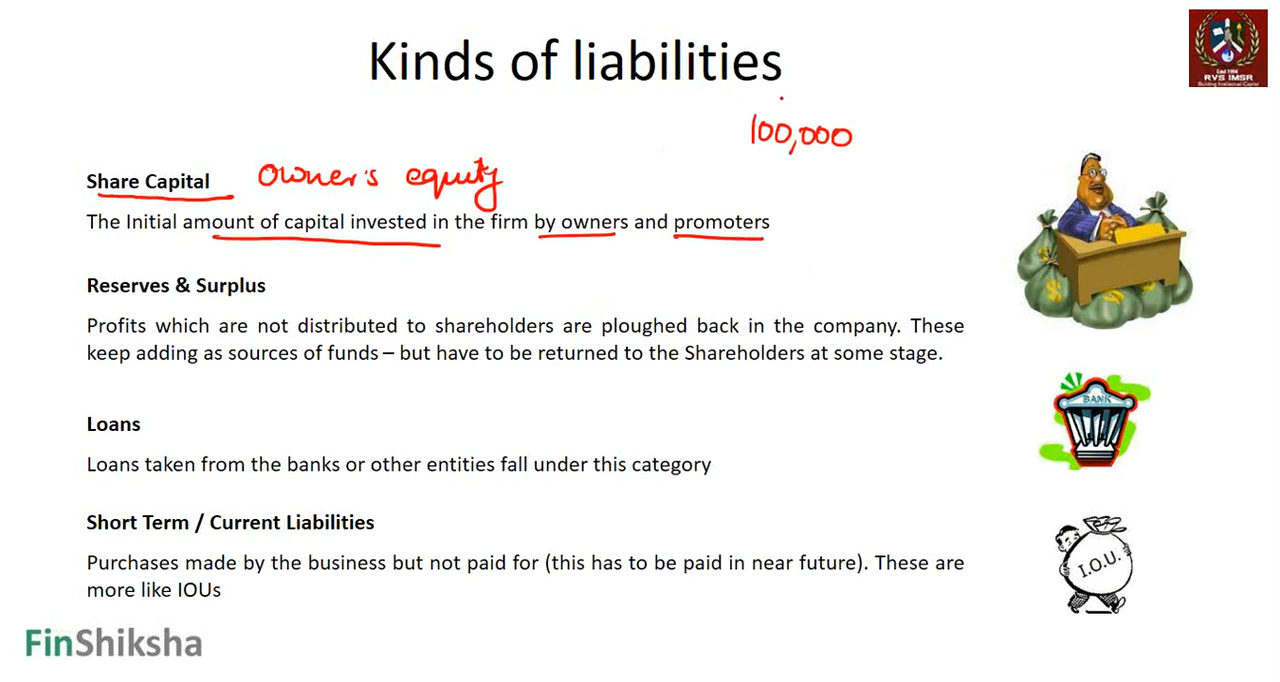 Kinds of liabilities
Estd 1984
RVS IMSR
Building Intellectual Capital
100,000
Share Capital owner's equity
The Initial amount of capital invested in the firm by owners and promoters
Reserves & Surplus
Profits which are not distributed to shareholders are ploughed back in the company. These
keep adding as sources of funds – but have to be returned to the Shareholders at some stage.
BANK
Loans
Loans taken from the banks or other entities fall under this category
Short Term / Current Liabilities
Purchases made by the business but not paid for (this has to be paid in near future). These are
more like IOUs
I.O.U.
FinShiksha